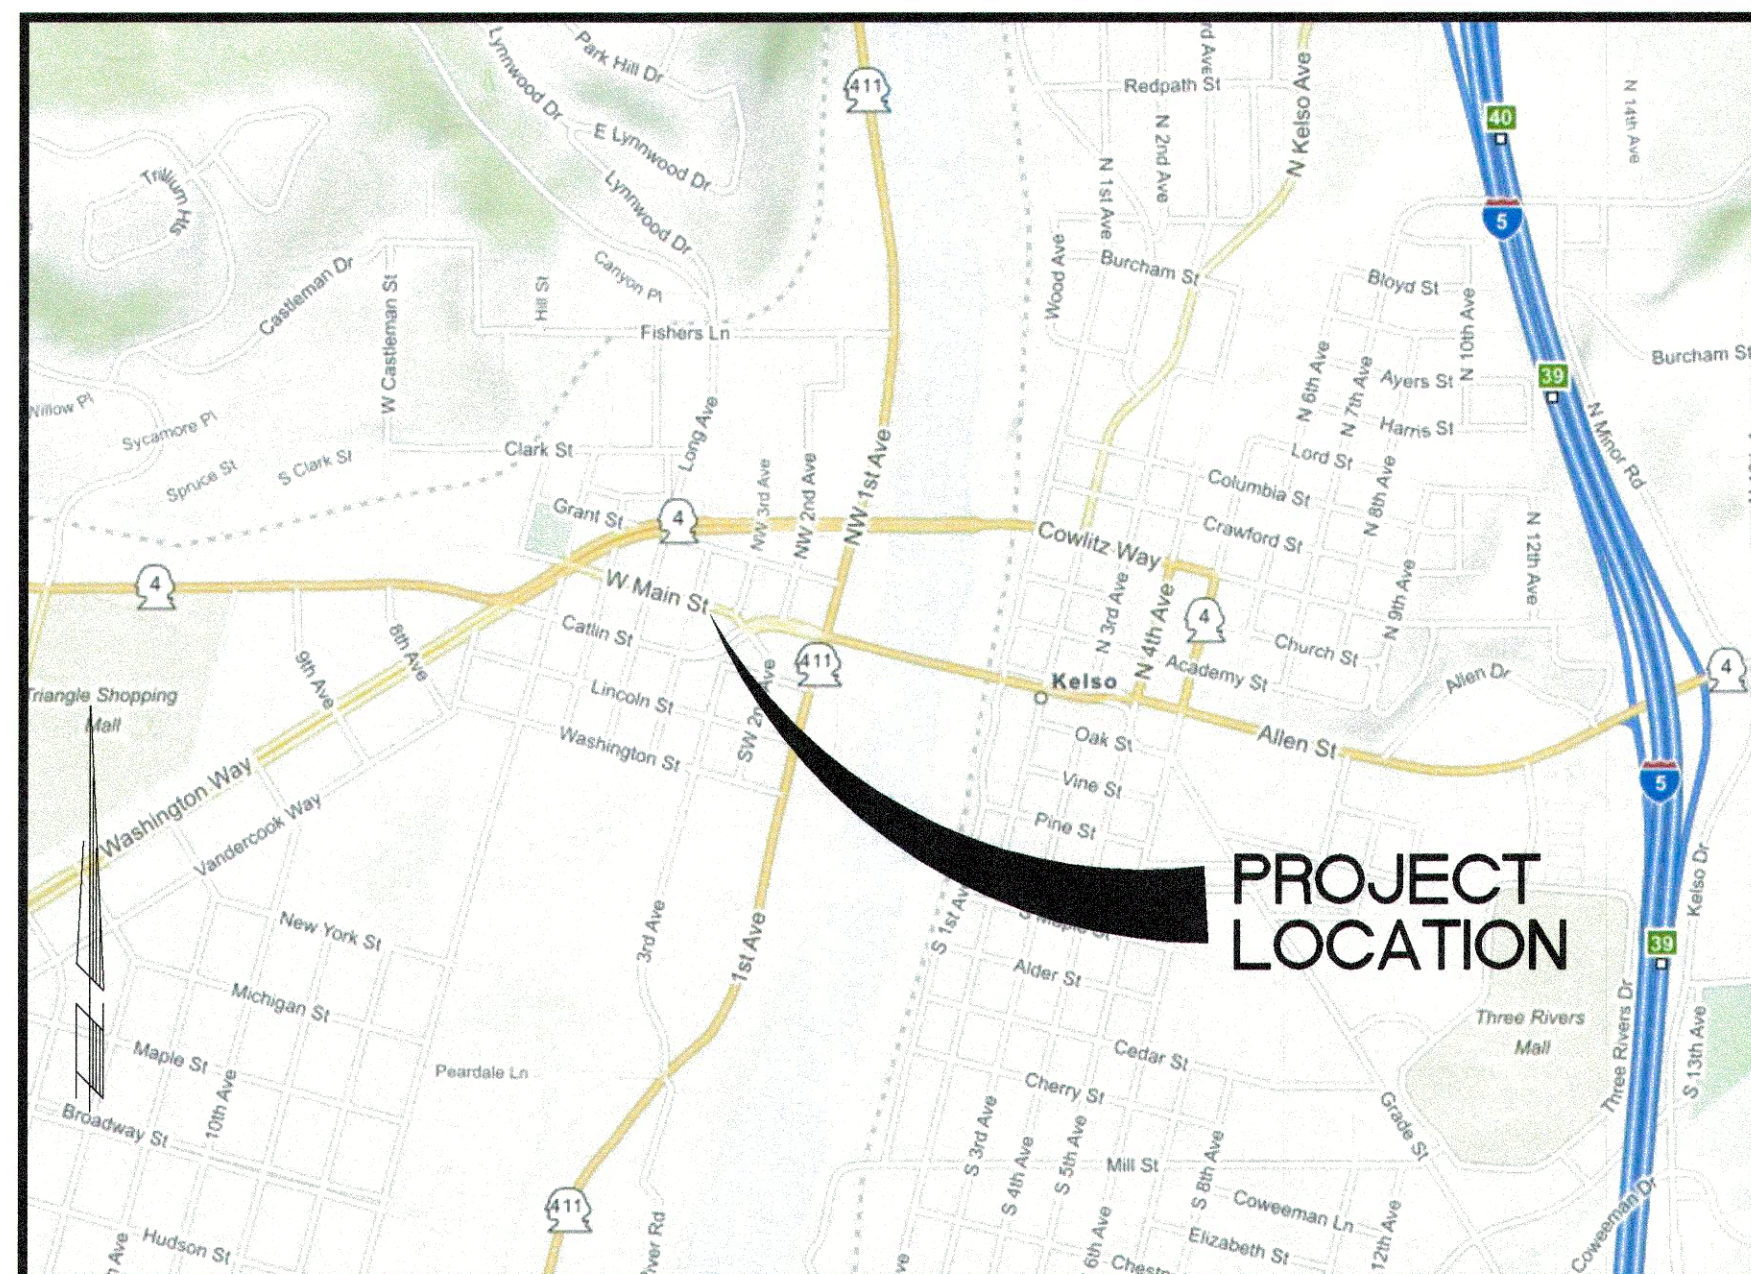 Park Hill Dr
Lynnwood Dr
411
Redpath St
N Kelso Ave
N 14th Ave
40
E Lynnwood Dr
N 1st Ave
N 2nd Ave
Trillium Hts
Lynnwood Dr
5
Castleman Dr
W Castleman St
Hill St
Canyon Pl
Wood Ave
Burcham St
Bloyd St
N 10th Ave
Fishers Ln
Burcham St
N 6th Ave
N 7th Ave
Ayers St
39
Willow Pl
Sycamore Pl
Long Ave
Harris St
N Minor Rd
Spruce St
S Clark St
Clark St
NW 3rd Ave
NW 2nd Ave
NW 1st Ave
Lord St
Columbia St
N 8th Ave
Grant St
4
Cowlitz Way
Crawford St
N 12th Ave
4
W Main St
N 3rd Ave
N 4th Ave
4
N 9th Ave
Catlin St
8th Ave
9th Ave
411
Church St
Academy St
Allen Dr
4
Triangle Shopping
Mall
Lincoln St
Kelso
Washington St
Oak St
Allen St
Vine St
5
Washington Way
Vandercook Way
Pine St
PROJECT
LOCATION
Kelso Dr
New York St
3rd Ave
1st Ave
39
Alder St
Michigan St
Three Rivers
Mall
Three Rivers Dr
S 13th Ave
Maple St
Peardale Ln
Cedar St
Cherry St
10th Ave
Broadway St
Grade St
S 3rd Ave
S 4th Ave
S 5th Ave
Mill St
S 8th Ave
411
Coweeman Ln
Coweeman Dr
Hudson St
6th Ave
Elizabeth St
12th Ave